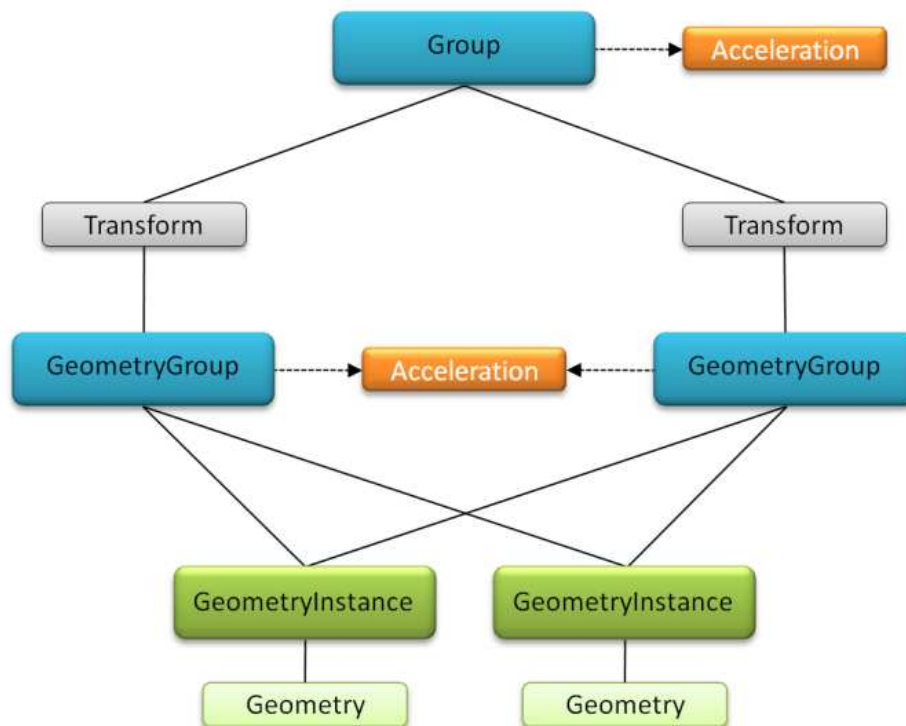 Group
Acceleration
Transform
Transform
GeometryGroup
Acceleration
GeometryGroup
GeometryInstance
GeometryInstance
Geometry
Geometry